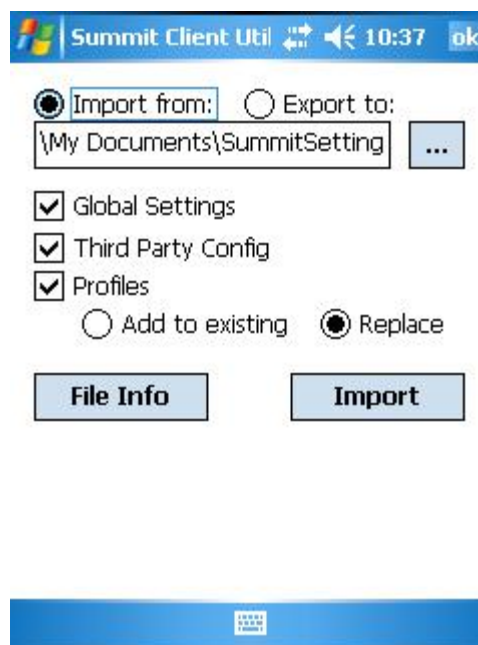 Summit Client Util 10:37 ok
Import from: Export to:
\My Documents\SummitSetting ...
Global Settings
Third Party Config
Profiles
Add to existing Replace
File Info Import